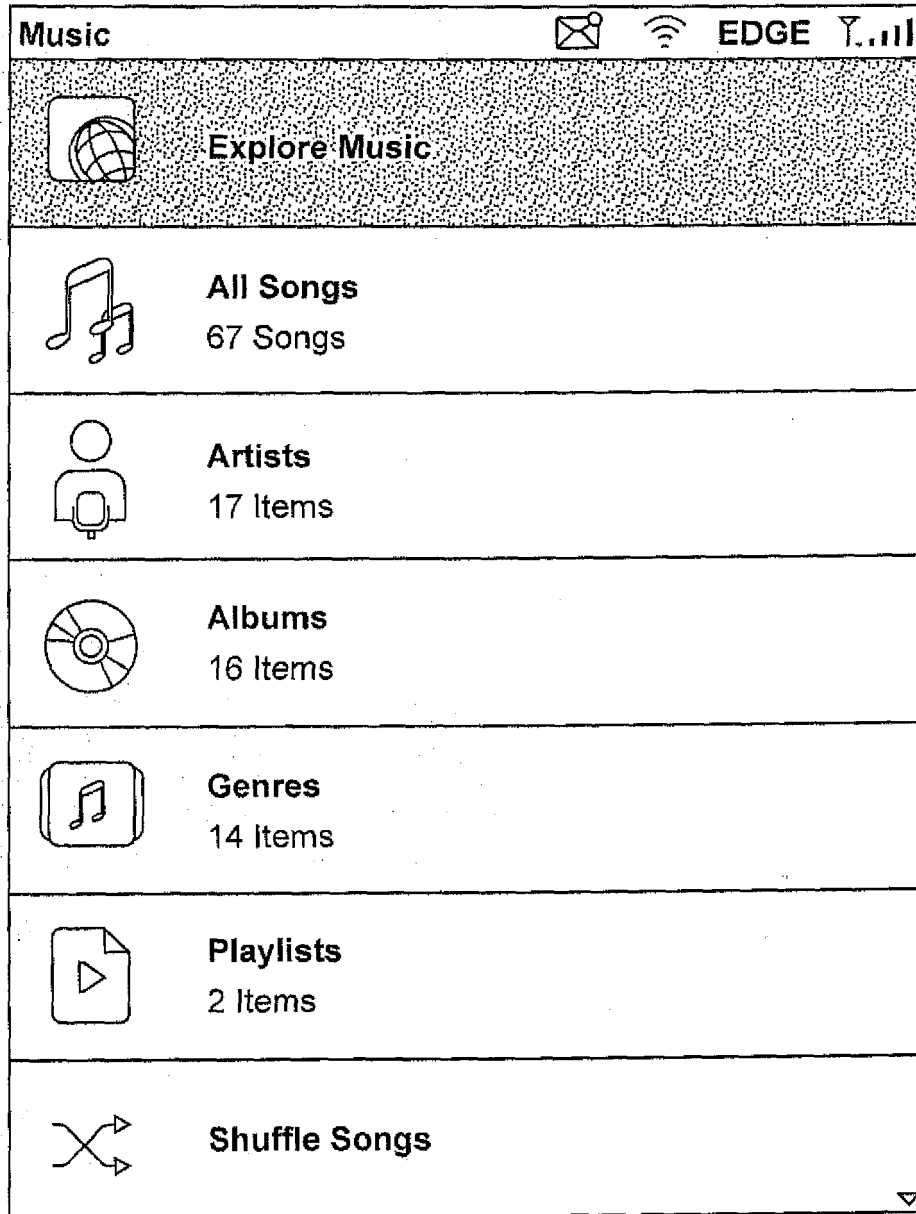 Music EDGE
Explore Music
All Songs
67 Songs
Artists
17 Items
Albums
16 Items
Genres
14 Items
Playlists
2 Items
Shuffle Songs